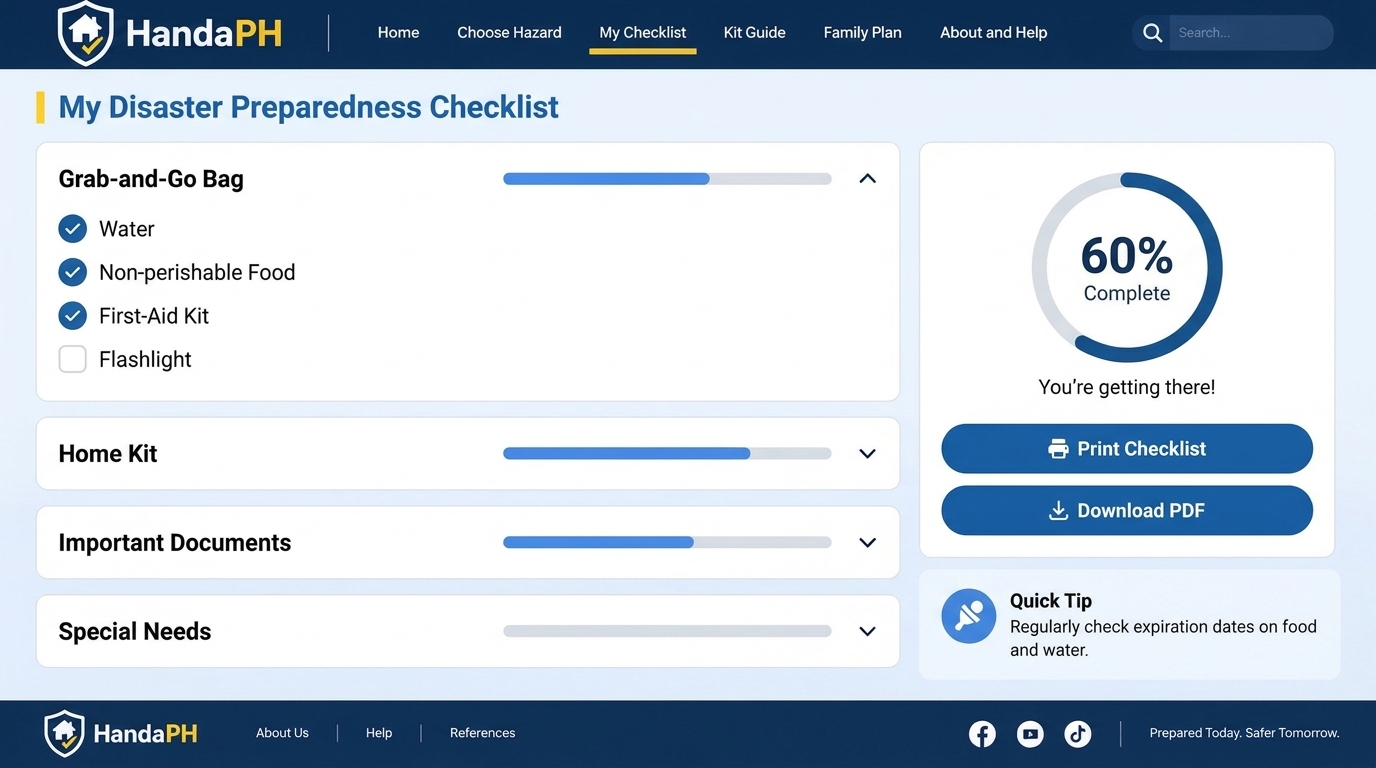 HandaPH
Home
Choose Hazard
My Checklist
Kit Guide
Family Plan
About and Help
Search...
My Disaster Preparedness Checklist
Grab-and-Go Bag
Water
Non-perishable Food
First-Aid Kit
Flashlight
Home Kit
Important Documents
Special Needs
60%
Complete
You're getting there!
Print Checklist
Download PDF
Quick Tip
Regularly check expiration dates on food
and water.
HandaPH
About Us
Help
References
Prepared Today. Safer Tomorrow.